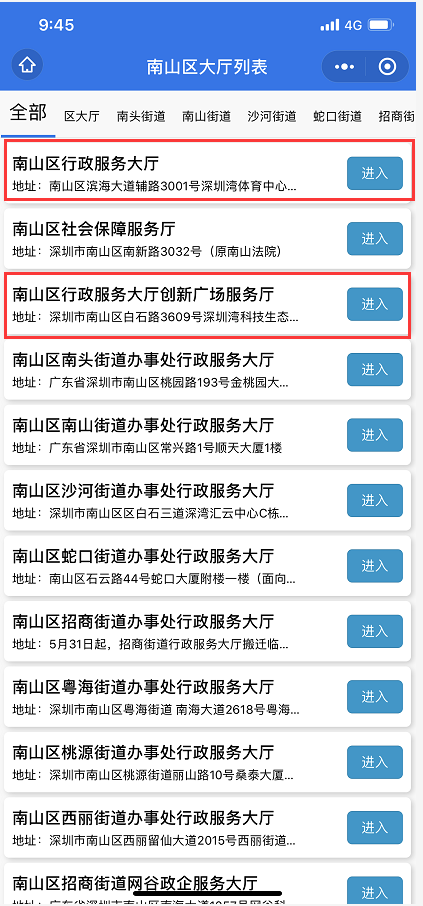 9:45
4G
南山区大厅列表
全部 区大厅 南头街道 南山街道 沙河街道 蛇口街道 招商街
南山区行政服务大厅
地址：南山区滨海大道辅路3001号深圳湾体育中心...
进入
南山区社会保障服务厅
地址：深圳市南山区南新路3032号（原南山法院）
进入
南山区行政服务大厅创新广场服务厅
地址：深圳市南山区白石路3609号深圳湾科技生态...
进入
南山区南头街道办事处行政服务大厅
地址：广东省深圳市南山区桃园路193号金桃园大...
进入
南山区南山街道办事处行政服务大厅
地址：广东省深圳市南山区常兴路1号顺天大厦1楼
进入
南山区沙河街道办事处行政服务大厅
地址：深圳市南山区区白石三道深湾汇云中心C栋...
进入
南山区蛇口街道办事处行政服务大厅
地址：南山区石云路44号蛇口大厦附楼一楼（面向...
进入
南山区招商街道办事处行政服务大厅
地址：5月31日起，招商街道行政服务大厅搬迁临...
进入
南山区粤海街道办事处行政服务大厅
地址：深圳市南山区粤海街道 南海大道2618号粤海...
进入
南山区桃源街道办事处行政服务大厅
地址：深圳市南山区桃源街道丽山路10号桑泰大厦...
进入
南山区西丽街道办事处行政服务大厅
地址：深圳市南山区西丽留仙大道2015号西丽街道...
进入
南山区招商街道网谷政企服务大厅
进入